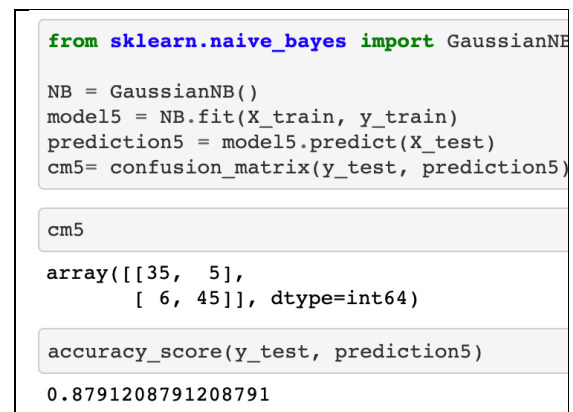 from sklearn.naive_bayes import GaussianNB
NB = GaussianNB()
model5 = NB.fit(X_train, y_train)
prediction5 = model5.predict(X_test)
cm5= confusion_matrix(y_test, prediction5)
cm5
array([[35,  5],
       [ 6, 45]], dtype=int64)
accuracy_score(y_test, prediction5)
0.8791208791208791